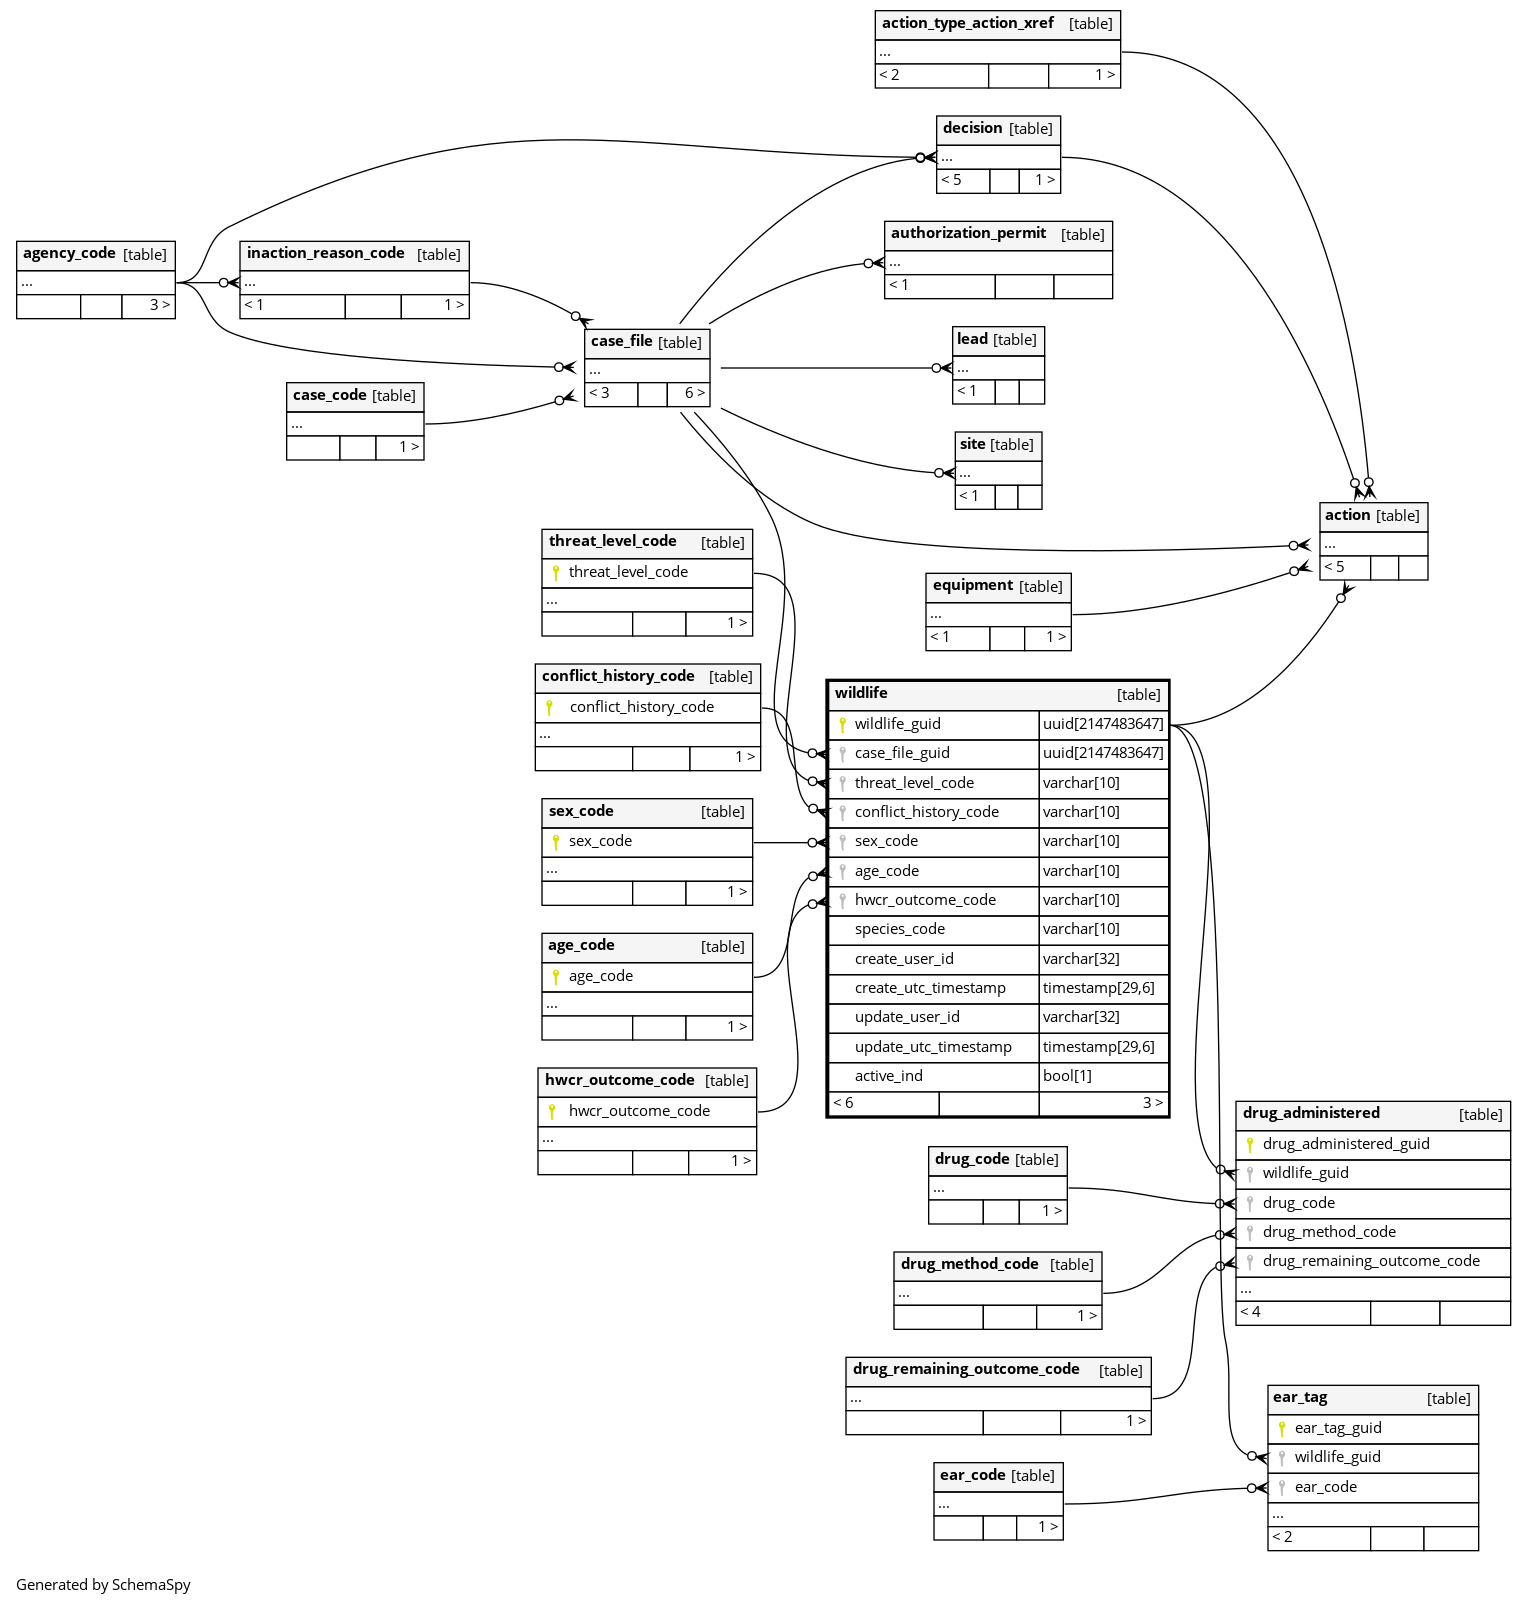 action_type_action_xref [table]
...
< 2 1 >
decision [table]
...
< 5 1 >
agency_code [table]
...
3 >
inaction_reason_code [table]
...
< 1 1 >
authorization_permit [table]
...
< 1
case_file [table]
...
< 3 6 >
lead [table]
...
< 1
case_code [table]
...
1 >
site [table]
...
< 1
action [table]
...
< 5
threat_level_code [table]
threat_level_code
...
1 >
equipment [table]
...
< 1 1 >
conflict_history_code [table]
conflict_history_code
...
1 >
sex_code [table]
sex_code
...
1 >
age_code [table]
age_code
...
1 >
hwcr_outcome_code [table]
hwcr_outcome_code
...
1 >
wildlife [table]
wildlife_guid uuid[2147483647]
case_file_guid uuid[2147483647]
threat_level_code varchar[10]
conflict_history_code varchar[10]
sex_code varchar[10]
age_code varchar[10]
hwcr_outcome_code varchar[10]
species_code varchar[10]
create_user_id varchar[32]
create_utc_timestamp timestamp[29,6]
update_user_id varchar[32]
update_utc_timestamp timestamp[29,6]
active_ind bool[1]
< 6 3 >
drug_administered [table]
drug_administered_guid
wildlife_guid
drug_code
drug_method_code
drug_remaining_outcome_code
...
< 4
drug_code [table]
...
1 >
drug_method_code [table]
...
1 >
drug_remaining_outcome_code [table]
...
1 >
ear_tag [table]
ear_tag_guid
wildlife_guid
ear_code
...
< 2
ear_code [table]
...
1 >
Generated by SchemaSpy